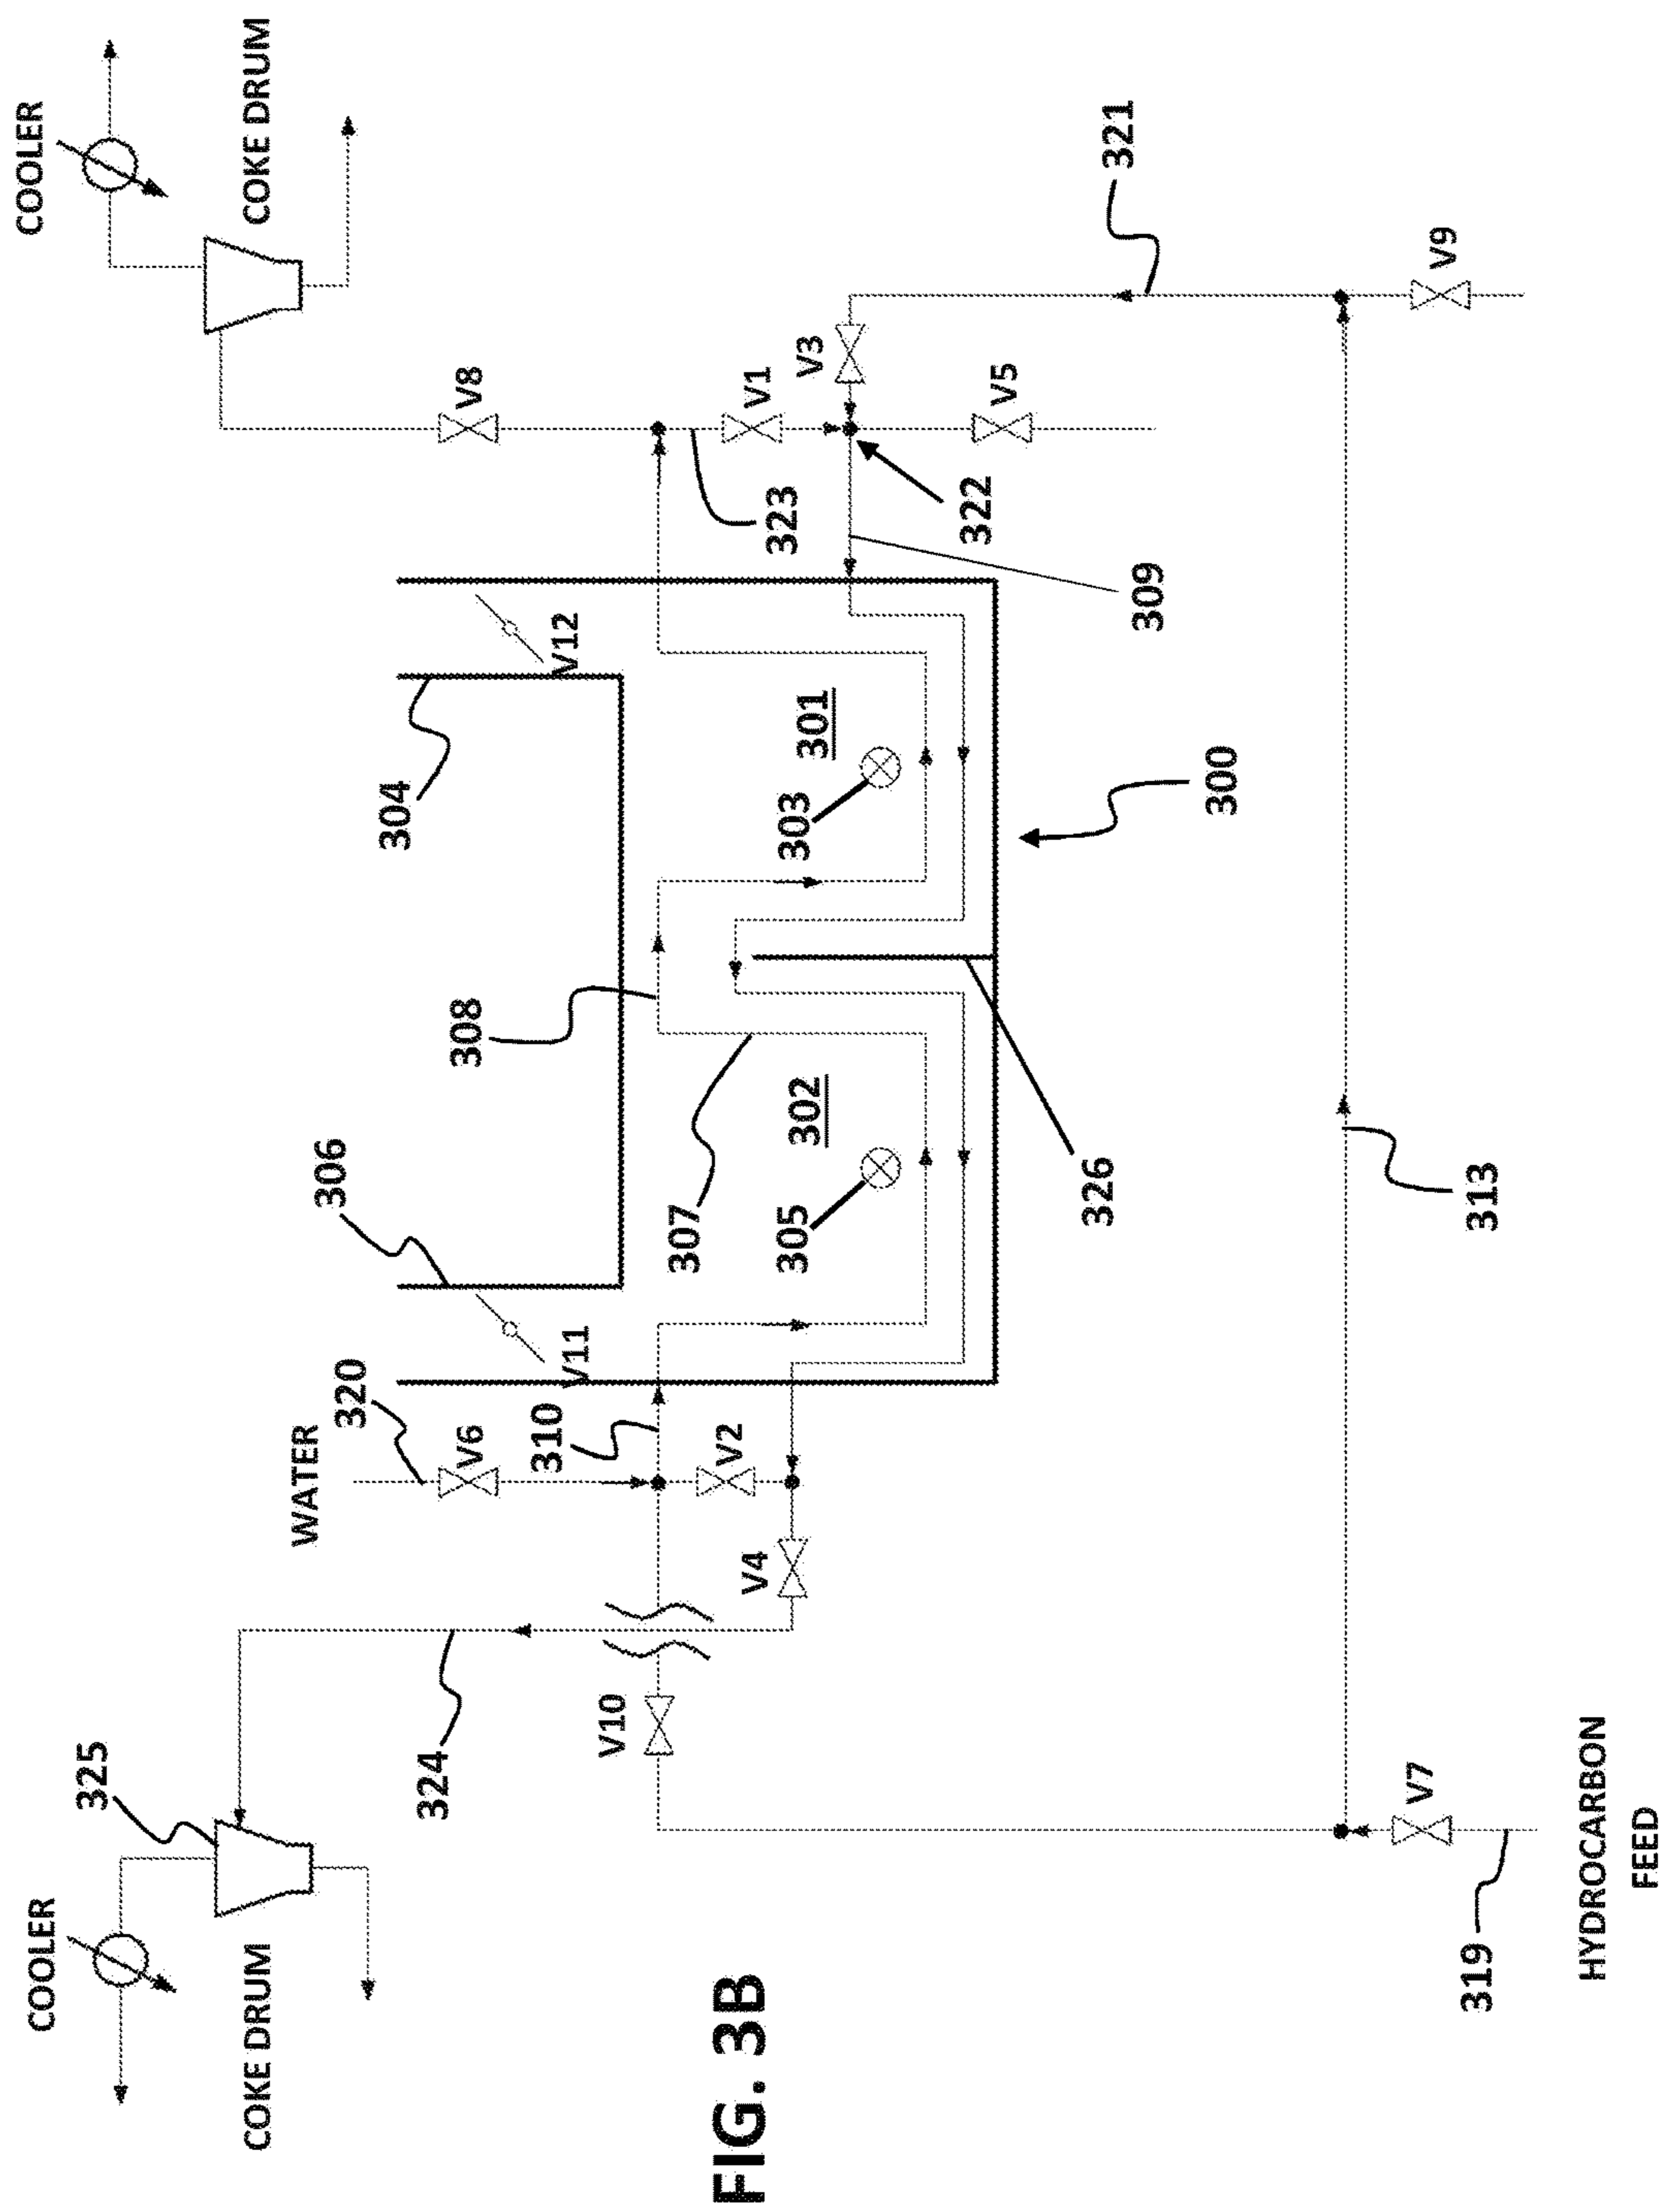 COOLER
COOLER
325
COKE DRUM
COKE DRUM
WATER
306
320
304
324
V6
308
V8
310
V12
V11
V10
307
V2
FIG. 3B
V4
V1
323
305
303
302
301
V3
322
V5
326
321
309
300
V7
V9
319
313
HYDROCARBON
FEED